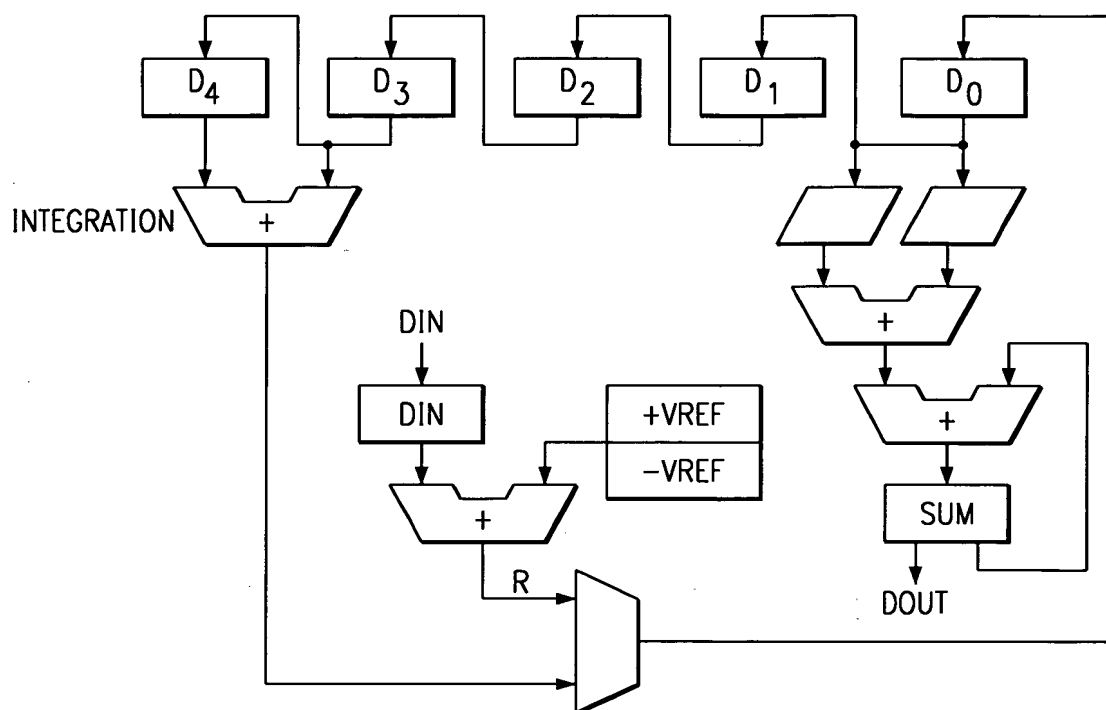 D4
D3
D2
D1
D0
INTEGRATION
+
+
DIN
DIN
+VREF
-VREF
+
+
SUM
R
DOUT